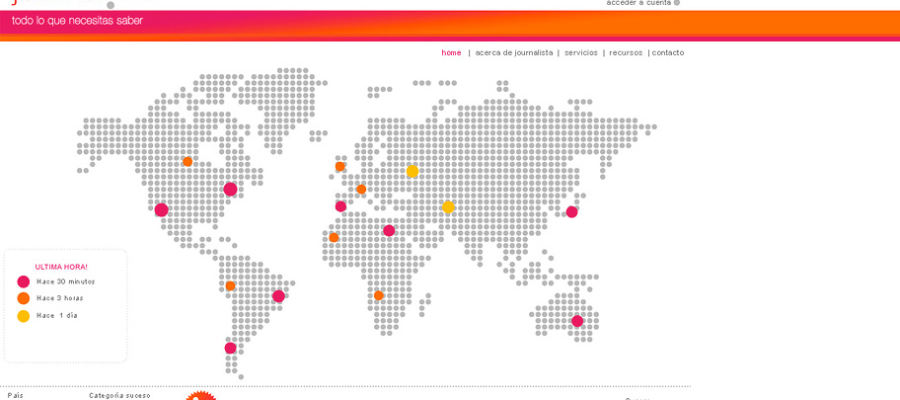 acceder a cuenta
todo lo que necesitas saber
home | acerca de journalista | servicios | recursos | contacto
ULTIMA HORA!
Hace 30 minutos
Hace 3 horas
Hace 1 día
País Categoría suceso